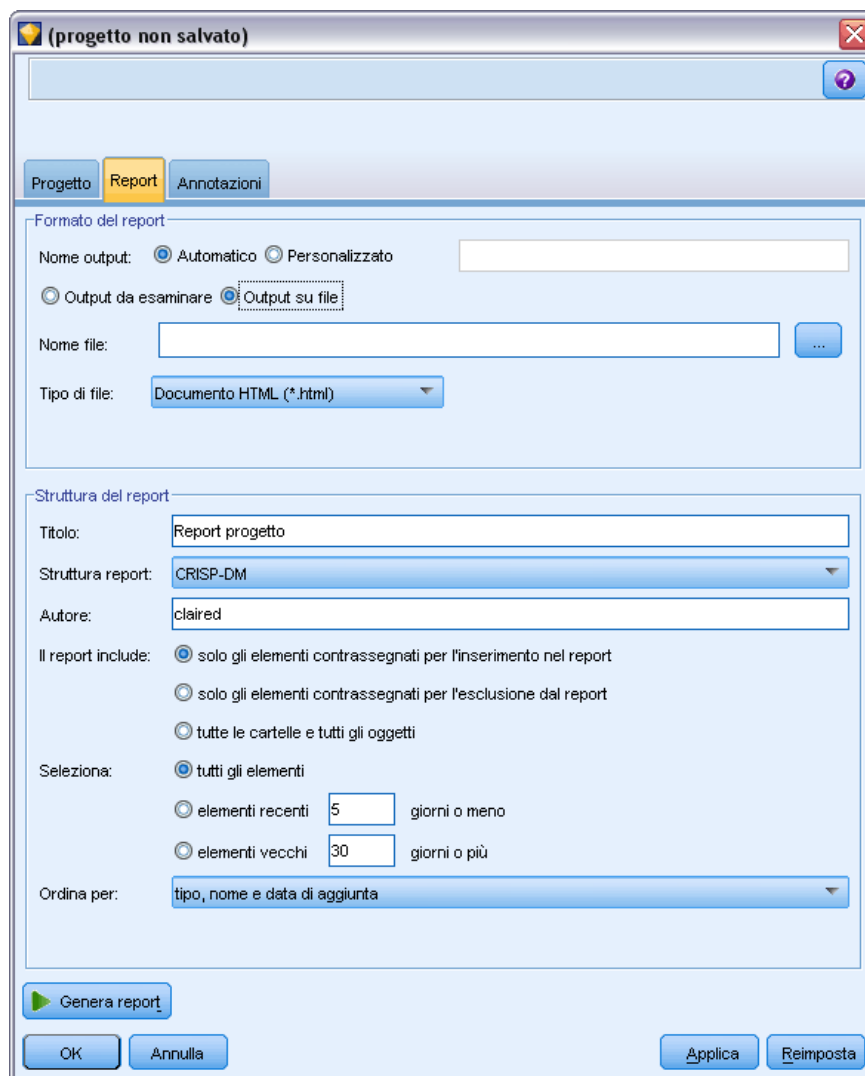 (progetto non salvato)
Progetto Report Annotazioni
Formato del report
Nome output: Automatico Personalizzato
Output da esaminare Output su file
Nome file: ...
Tipo di file: Documento HTML (*.html)
Struttura del report
Titolo: Report progetto
Struttura report: CRISP-DM
Autore: claired
Il report include: solo gli elementi contrassegnati per l'inserimento nel report
solo gli elementi contrassegnati per l'esclusione dal report
tutte le cartelle e tutti gli oggetti
Seleziona: tutti gli elementi
elementi recenti 5 giorni o meno
elementi vecchi 30 giorni o più
Ordina per: tipo, nome e data di aggiunta
Genera report
OK Annulla Applica Reimposta